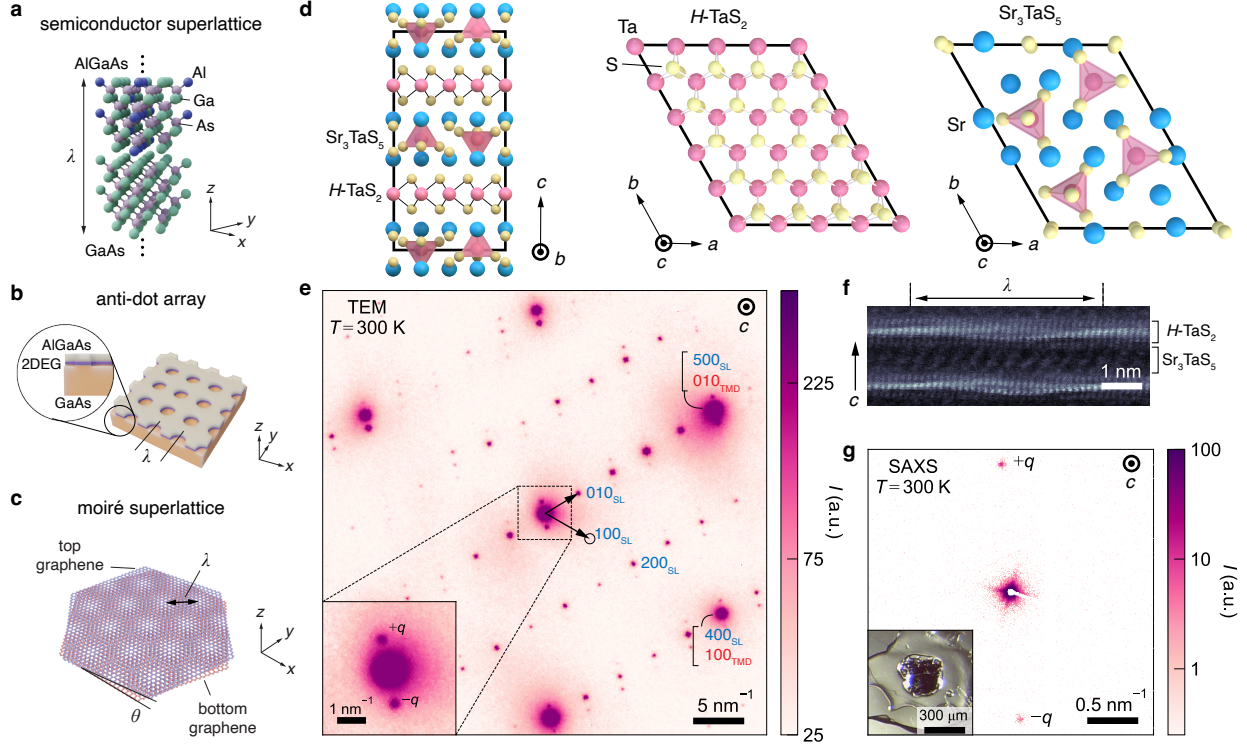 a
semiconductor superlattice
AlGaAs
Al
Ga
As
λ
GaAs
z
y
x
b
anti-dot array
AlGaAs
2DEG
GaAs
λ
z
y
x
c
moiré superlattice
top
graphene
λ
θ
bottom
graphene
z
y
x
d
Sr₃TaS₅
H-TaS₂
c
b
H-TaS₂
Ta
S
b
a
c
Sr₃TaS₅
Sr
b
a
c
e
TEM
T = 300 K
c
500SL
010TMD
010SL
100SL
200SL
400SL
100TMD
+q
−q
1 nm⁻¹
5 nm⁻¹
225
75
25
I (a.u.)
f
λ
H-TaS₂
Sr₃TaS₅
1 nm
c
g
SAXS
T = 300 K
+q
c
−q
300 μm
0.5 nm⁻¹
100
10
1
I (a.u.)